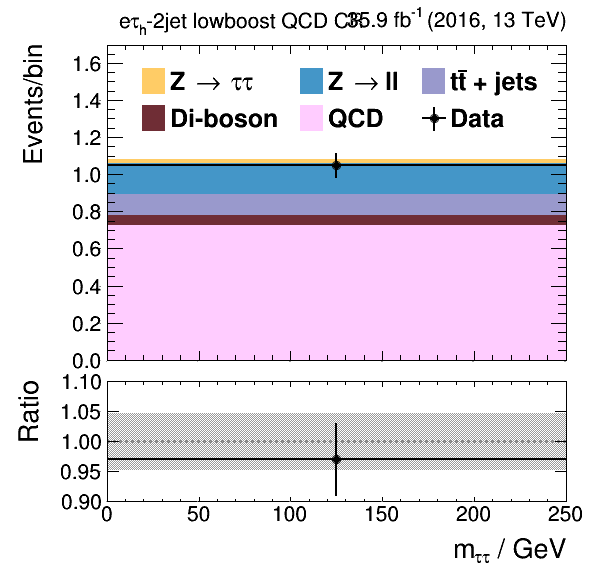 eτh-2jet lowboost QCD CR 35.9 fb⁻¹ (2016, 13 TeV)
Events/bin
1.6
1.4
1.2
1.0
0.8
0.6
0.4
0.2
0.0
Z → ττ Z → ll tt̄ + jets
Di-boson QCD Data
Ratio
1.10
1.05
1.00
0.95
0.90
0 50 100 150 200 250
mττ / GeV